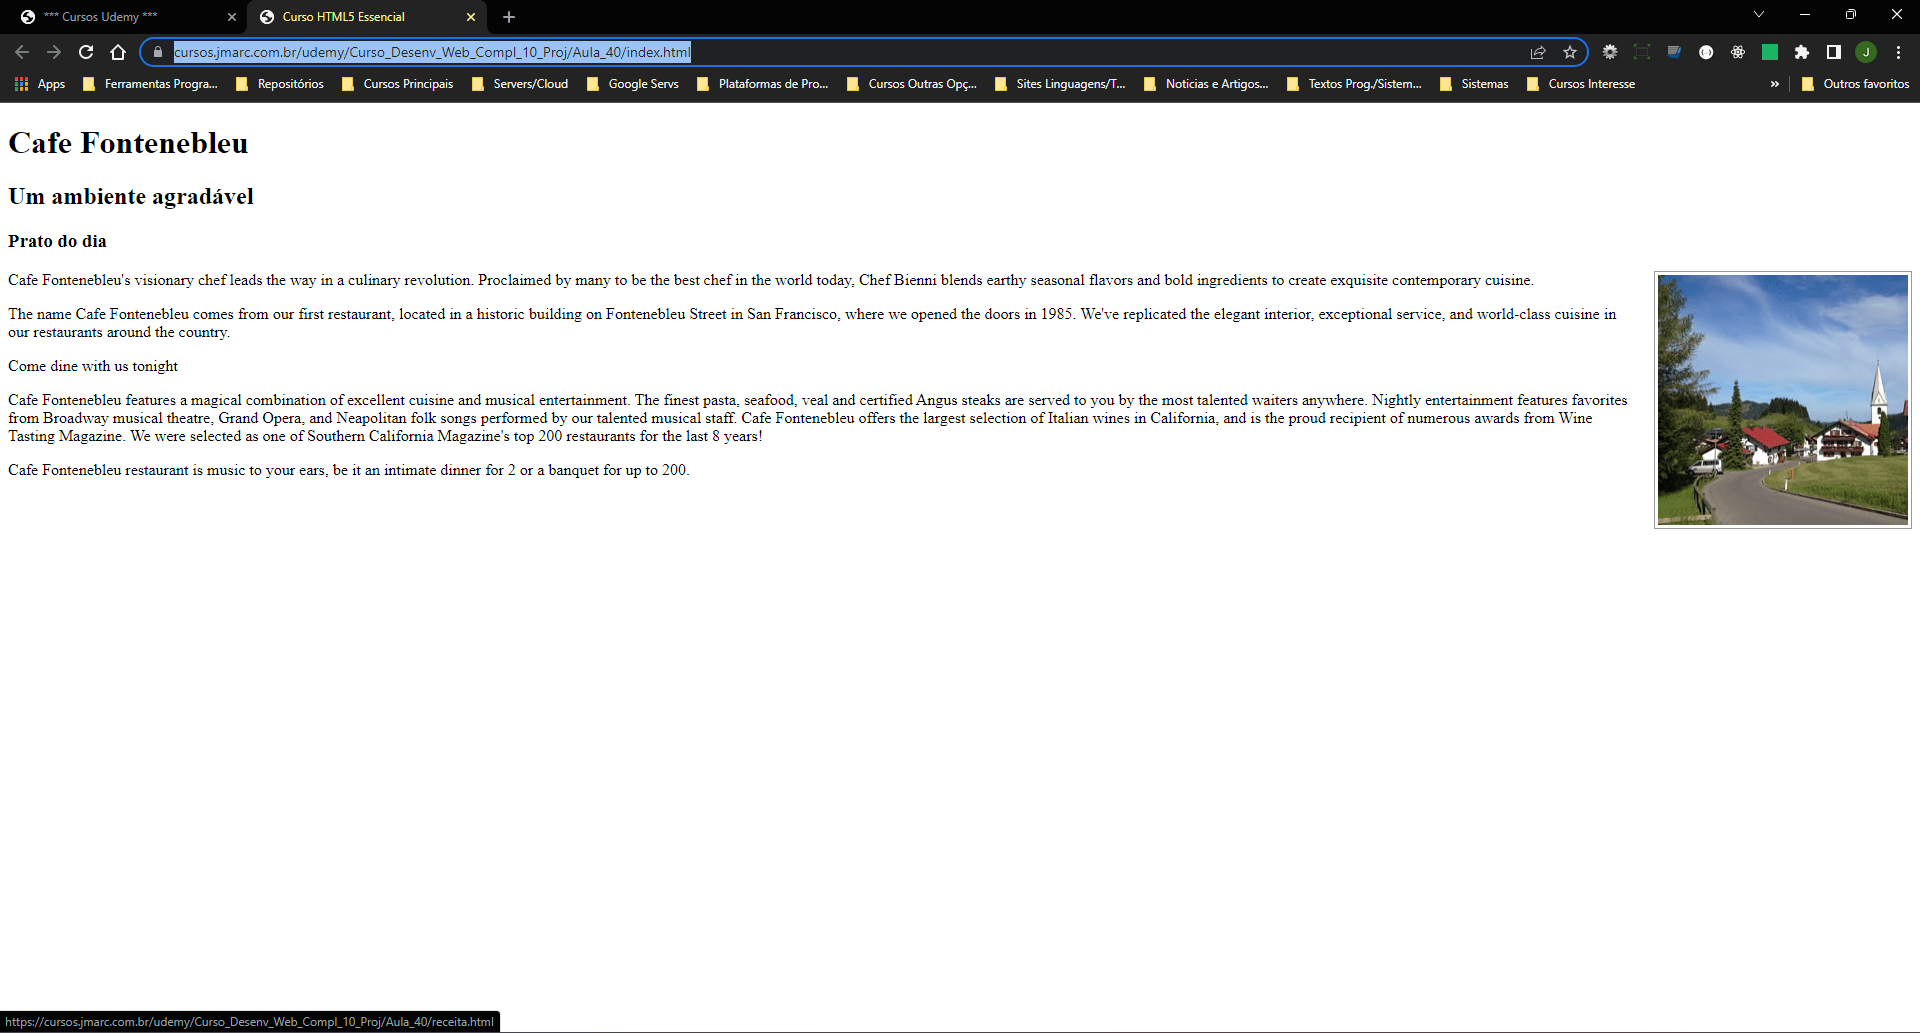 *** Cursos Udemy ***
Curso HTML5 Essencial
cursos.jmarc.com.br/udemy/Curso_Desenv_Web_Compl_10_Proj/Aula_40/index.html
J
Apps
Ferramentas Progra...
Repositórios
Cursos Principais
Servers/Cloud
Google Servs
Plataformas de Pro...
Cursos Outras Opç...
Sites Linguagens/T...
Noticias e Artigos...
Textos Prog./Sistem...
Sistemas
Cursos Interesse
»
Outros favoritos
Cafe Fontenebleu
Um ambiente agradável
Prato do dia
Cafe Fontenebleu's visionary chef leads the way in a culinary revolution. Proclaimed by many to be the best chef in the world today, Chef Bienni blends earthy seasonal flavors and bold ingredients to create exquisite contemporary cuisine.
The name Cafe Fontenebleu comes from our first restaurant, located in a historic building on Fontenebleu Street in San Francisco, where we opened the doors in 1985. We've replicated the elegant interior, exceptional service, and world-class cuisine in
our restaurants around the country.
Come dine with us tonight
Cafe Fontenebleu features a magical combination of excellent cuisine and musical entertainment. The finest pasta, seafood, veal and certified Angus steaks are served to you by the most talented waiters anywhere. Nightly entertainment features favorites
from Broadway musical theatre, Grand Opera, and Neapolitan folk songs performed by our talented musical staff. Cafe Fontenebleu offers the largest selection of Italian wines in California, and is the proud recipient of numerous awards from Wine
Tasting Magazine. We were selected as one of Southern California Magazine's top 200 restaurants for the last 8 years!
Cafe Fontenebleu restaurant is music to your ears, be it an intimate dinner for 2 or a banquet for up to 200.
https://cursos.jmarc.com.br/udemy/Curso_Desenv_Web_Compl_10_Proj/Aula_40/receita.html